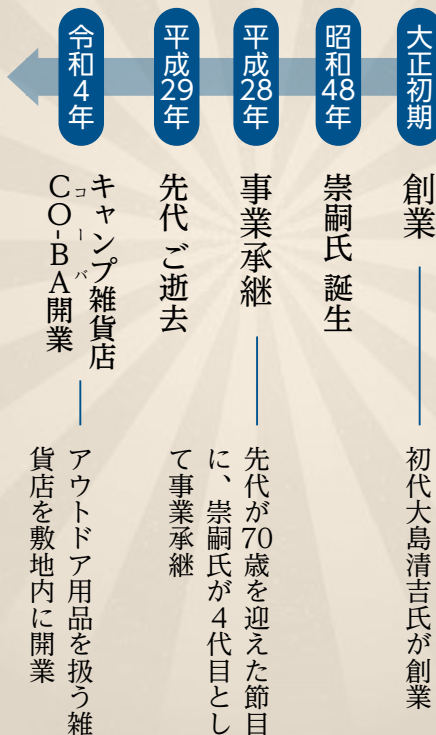 大正初期
創業
初代大島清吉氏が創業
昭和48年
崇嗣氏 誕生
平成28年
事業承継
先代が70歳を迎えた節目
に、崇嗣氏が4代目とし
て事業承継
平成29年
先代 ご逝去
令和4年
キャンプ雑貨店
CO-BA開業
コーバ
アウトドア用品を扱う雑
貨店を敷地内に開業